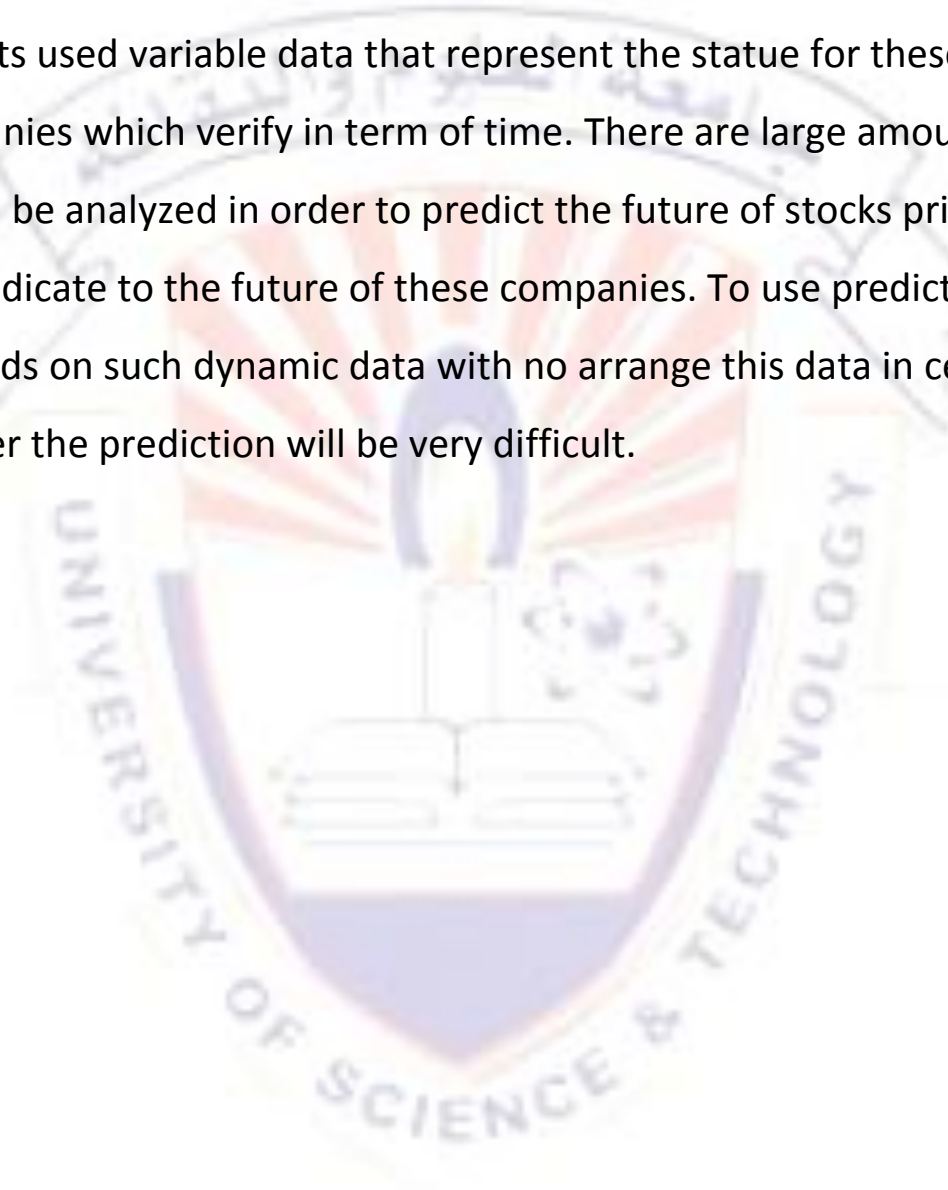 ts used variable data that represent the statue for these
nies which verify in term of time. There are large amou
be analyzed in order to predict the future of stocks pri
dicate to the future of these companies. To use predict
ds on such dynamic data with no arrange this data in ce
er the prediction will be very difficult.
UNIVERSITY OF SCIENCE & TECHNOLOGY